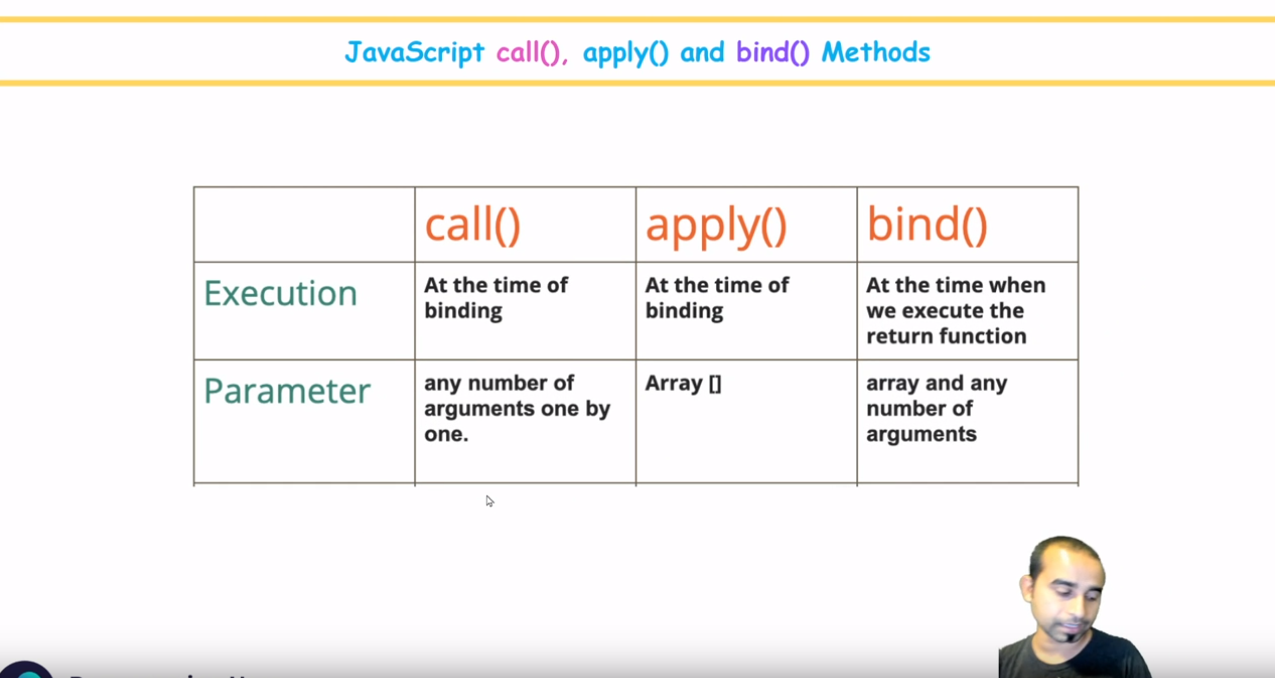 JavaScript call(), apply() and bind() Methods
call() apply() bind()
Execution
At the time of
binding
At the time of
binding
At the time when
we execute the
return function
Parameter
any number of
arguments one by
one.
Array []
array and any
number of
arguments